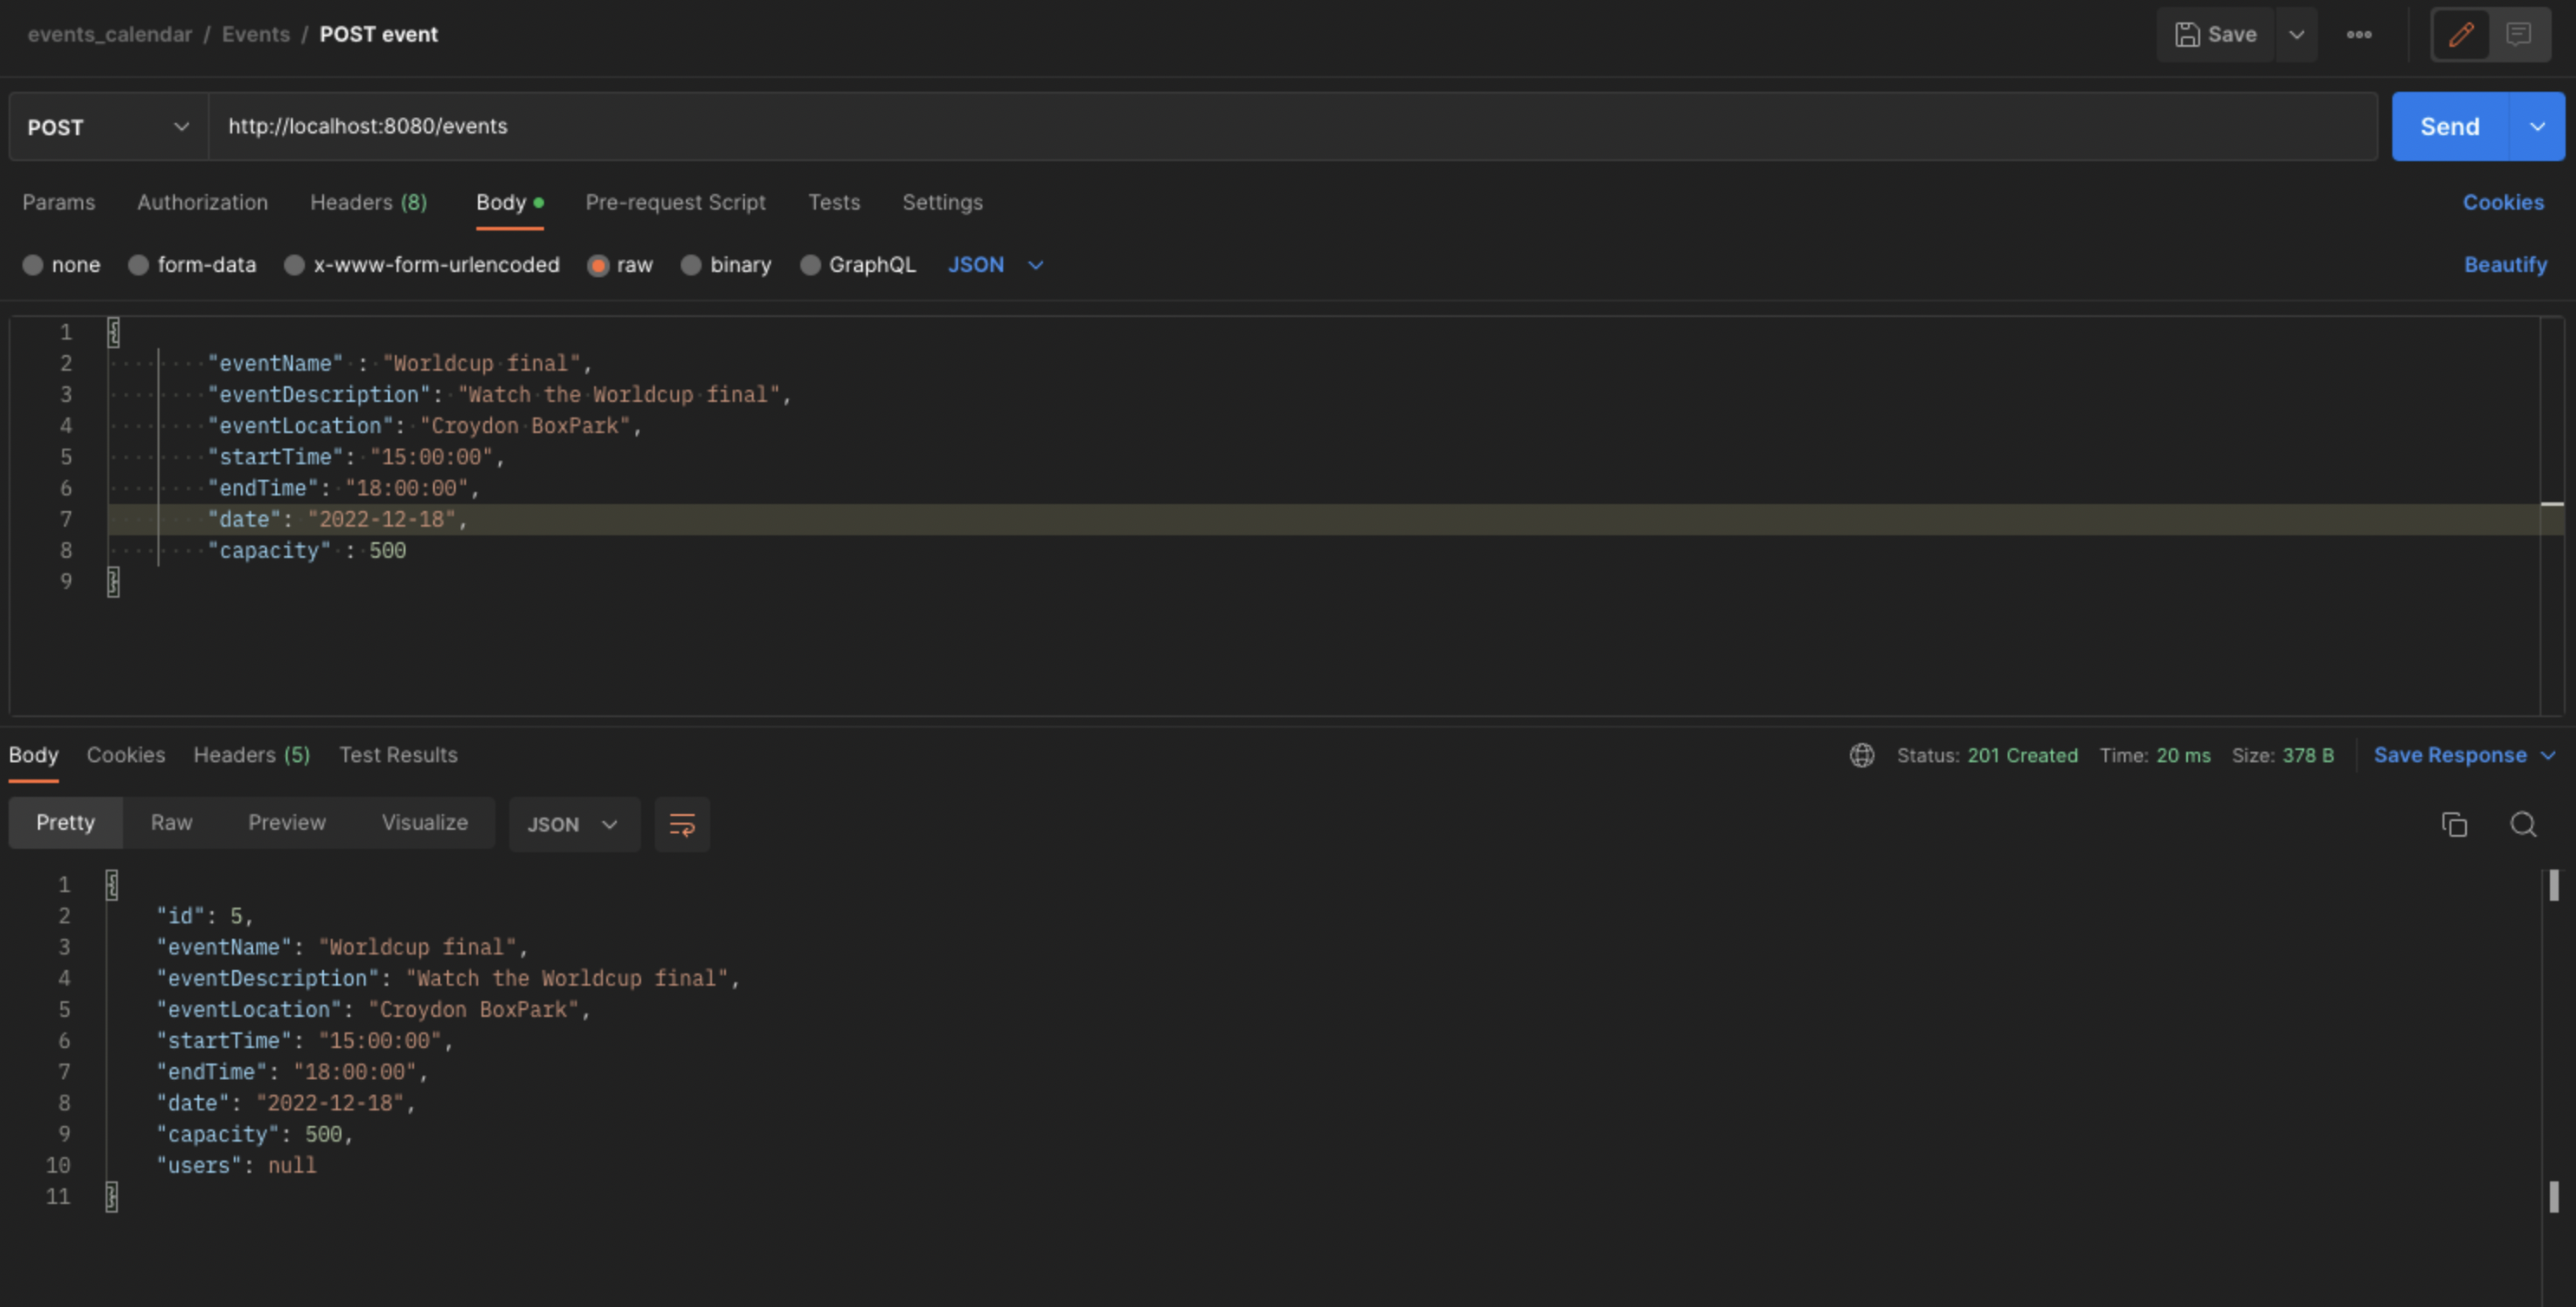 events_calendar / Events / POST event
Save
POST http://localhost:8080/events Send
Params Authorization Headers (8) Body Pre-request Script Tests Settings Cookies
none form-data x-www-form-urlencoded raw binary GraphQL JSON Beautify
1 {
2 "eventName" : "Worldcup final",
3 "eventDescription": "Watch the Worldcup final",
4 "eventLocation": "Croydon BoxPark",
5 "startTime": "15:00:00",
6 "endTime": "18:00:00",
7 "date": "2022-12-18",
8 "capacity" : 500
9 }
Body Cookies Headers (5) Test Results Status: 201 Created Time: 20 ms Size: 378 B Save Response
Pretty Raw Preview Visualize JSON
1 {
2 "id": 5,
3 "eventName": "Worldcup final",
4 "eventDescription": "Watch the Worldcup final",
5 "eventLocation": "Croydon BoxPark",
6 "startTime": "15:00:00",
7 "endTime": "18:00:00",
8 "date": "2022-12-18",
9 "capacity": 500,
10 "users": null
11 }